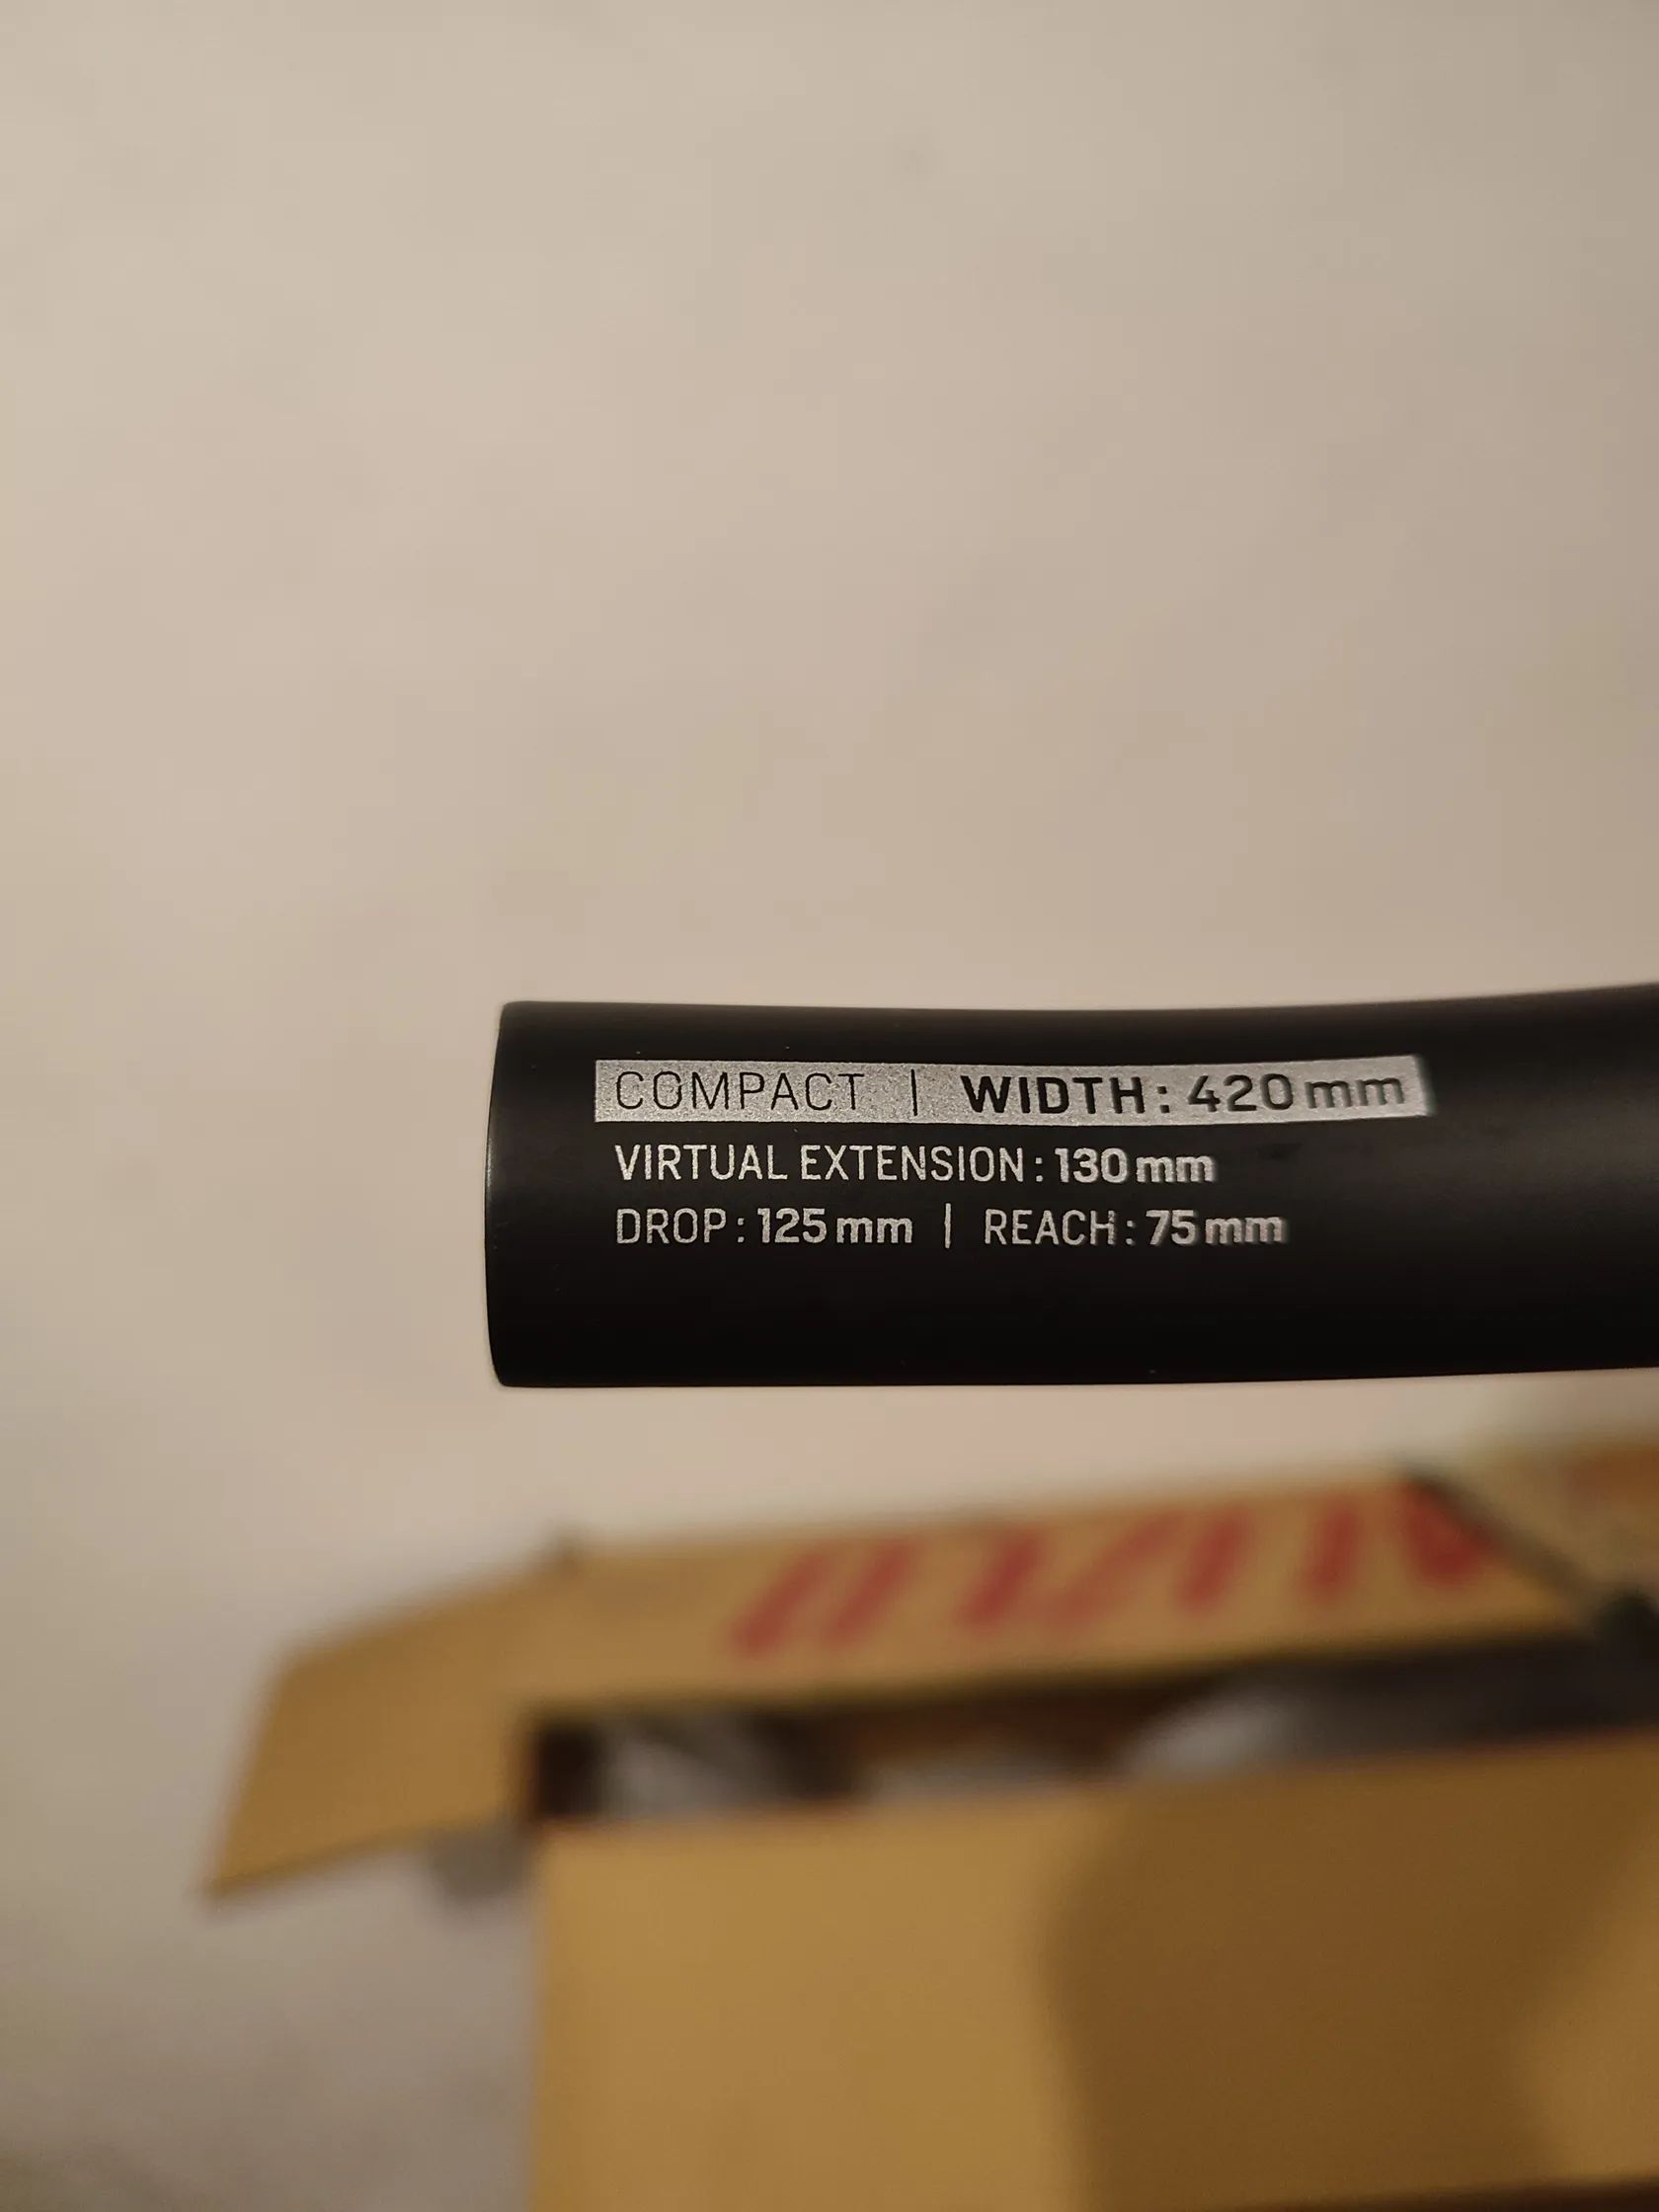 COMPACT | WIDTH: 420mm
VIRTUAL EXTENSION: 130mm
DROP: 125mm | REACH: 75mm